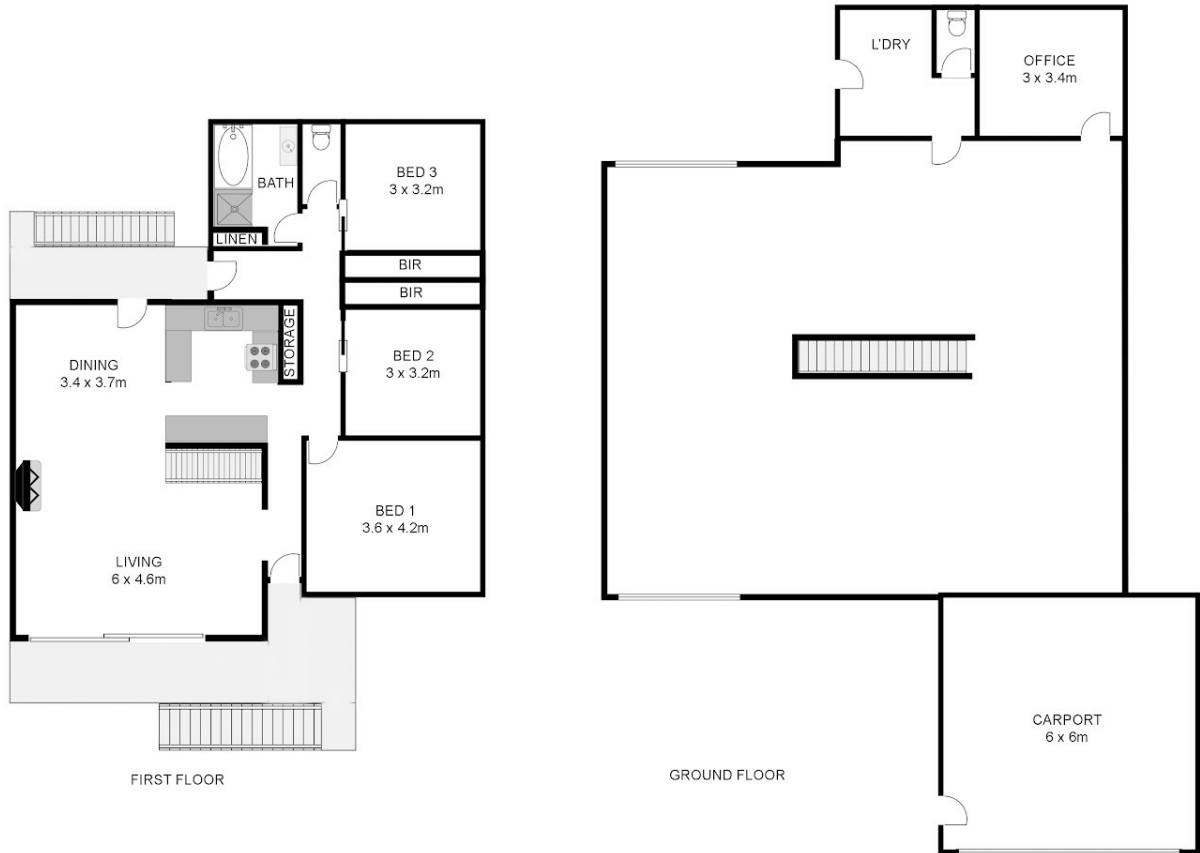 BATH
LINEN
BED 3
3 x 3.2m
BIR
BIR
STORAGE
DINING
3.4 x 3.7m
BED 2
3 x 3.2m
BED 1
3.6 x 4.2m
LIVING
6 x 4.6m
FIRST FLOOR
L'DRY
OFFICE
3 x 3.4m
CARPORT
6 x 6m
GROUND FLOOR